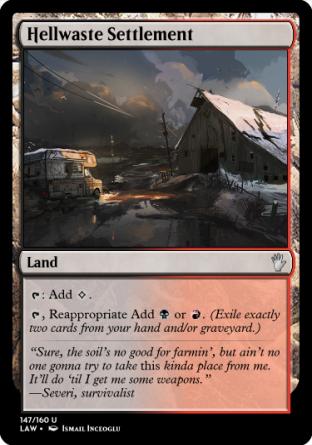 Hellwaste Settlement
Land
: Add .
, Reappropriate Add or . (Exile exactly
two cards from your hand and/or graveyard.)
“Sure, the soil’s no good for farmin’, but ain’t no
one gonna try to take this kinda place from me.
It’ll do ’til I get me some weapons.”
—Severi, survivalist
147/160 U
LAW • Ismail Inceoglu